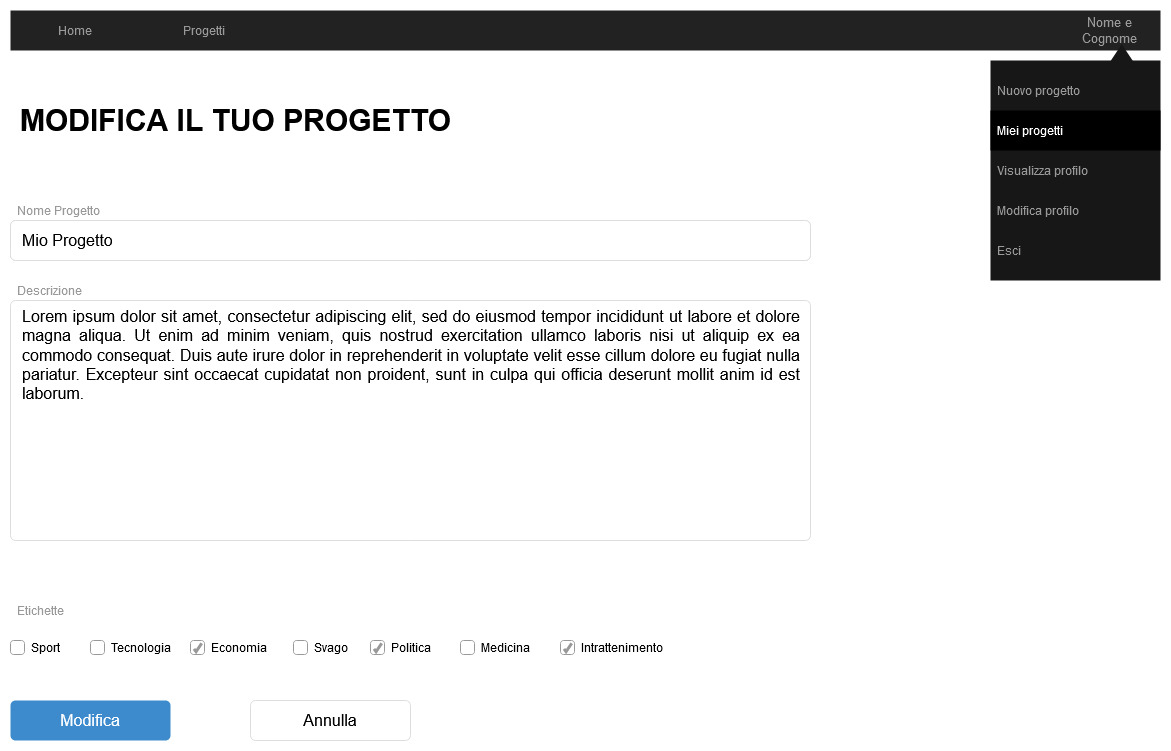 Home
Progetti
Nome e
Cognome
Nuovo progetto
Miei progetti
Visualizza profilo
Modifica profilo
Esci
MODIFICA IL TUO PROGETTO
Nome Progetto
Mio Progetto
Descrizione
Lorem ipsum dolor sit amet, consectetur adipiscing elit, sed do eiusmod tempor incididunt ut labore et dolore
magna aliqua. Ut enim ad minim veniam, quis nostrud exercitation ullamco laboris nisi ut aliquip ex ea
commodo consequat. Duis aute irure dolor in reprehenderit in voluptate velit esse cillum dolore eu fugiat nulla
pariatur. Excepteur sint occaecat cupidatat non proident, sunt in culpa qui officia deserunt mollit anim id est
laborum.
Etichette
Sport
Tecnologia
Economia
Svago
Politica
Medicina
Intrattenimento
Modifica
Annulla